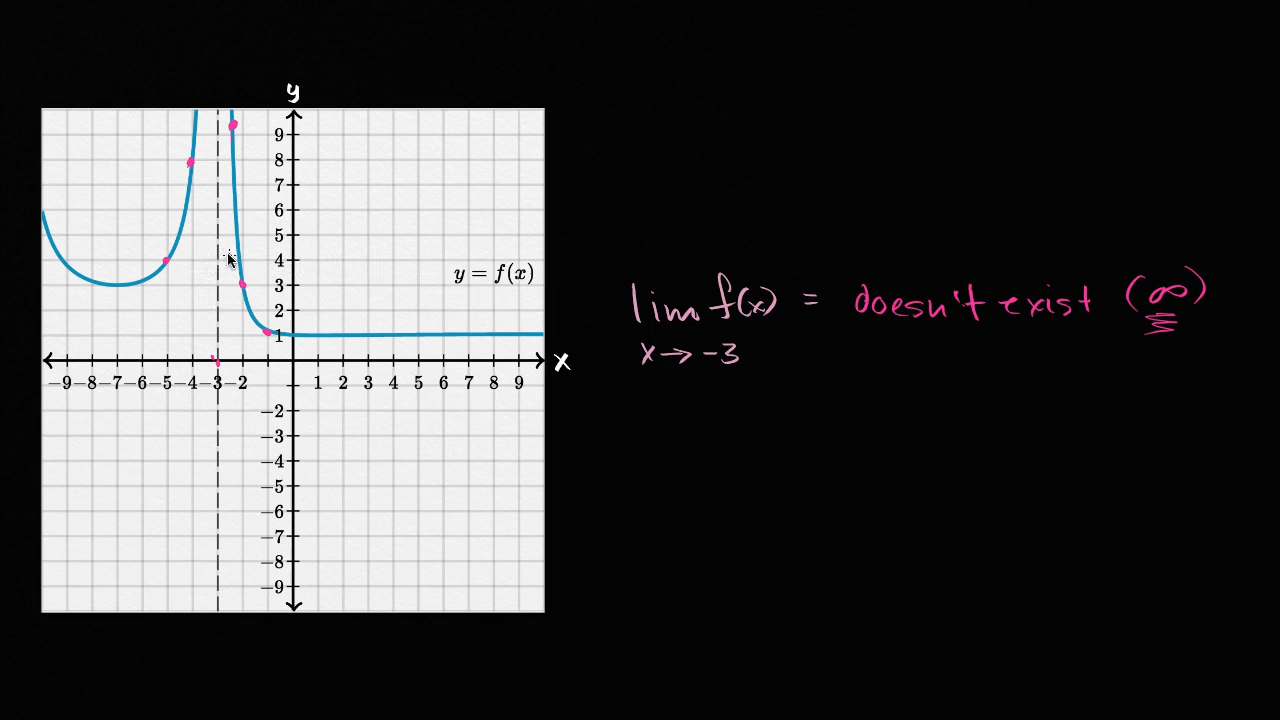 y
9
8
7
6
5
4
3
2
1
y = f(x)
lim f(x) = doesn't exist (∞)
x → -3
x
−9 −8 −7 −6 −5 −4 −3 −2 1 2 3 4 5 6 7 8 9
−2
−3
−4
−5
−6
−7
−8
−9